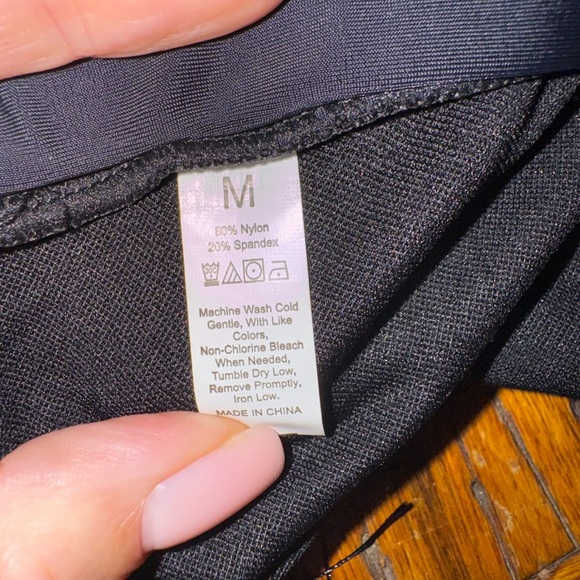 M
80% Nylon
20% Spandex
Machine Wash Cold
Gentle, With Like
Colors,
Non-Chlorine Bleach
When Needed,
Tumble Dry Low,
Remove Promptly,
Iron Low.
MADE IN CHINA